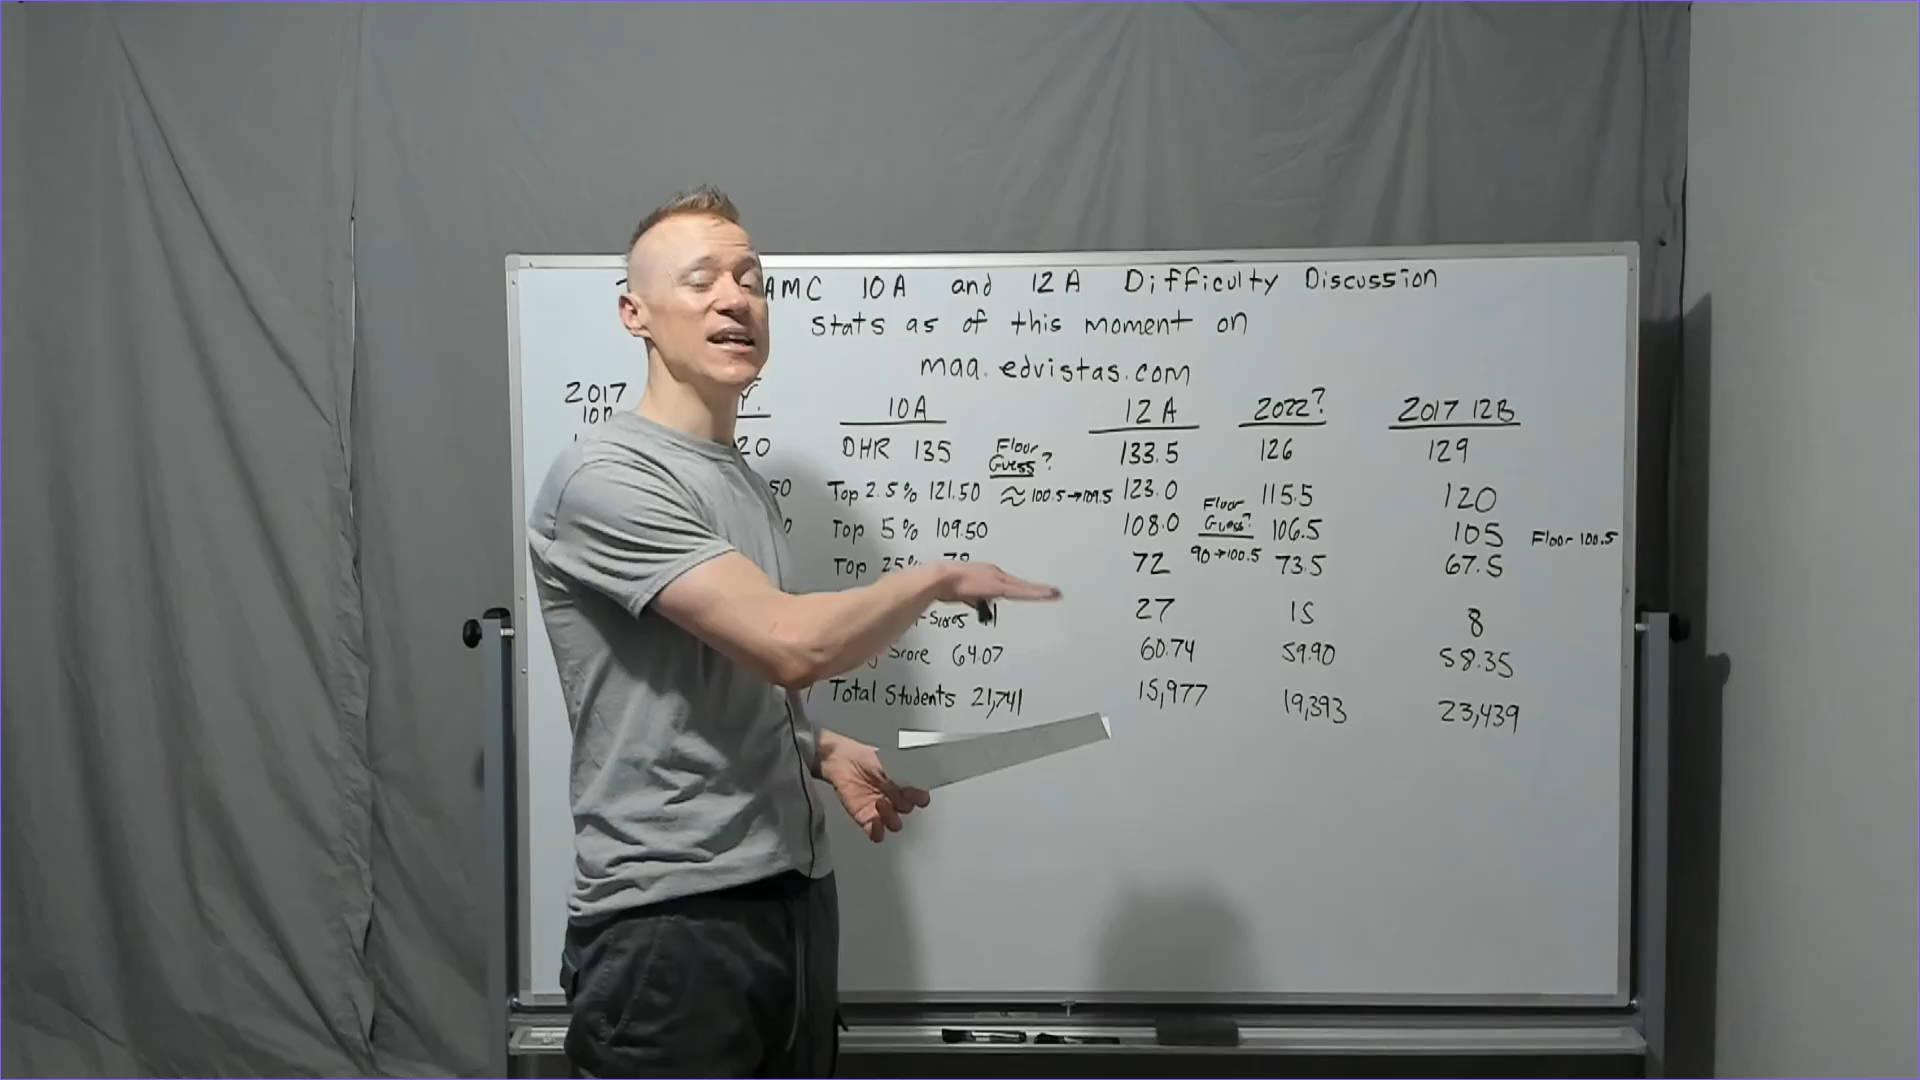 AMC 10A and 12A Difficulty Discussion
Stats as of this moment on
maa.edvistas.com
2017
10A 12A 2022? 2017 12B
20 DHR 135 Floor Guess? 133.5 126 129
50 Top 2.5% 121.50 ≈ 100.5→109.5 123.0 Floor Guess? 115.5 120
Top 5% 109.50 108.0 106.5 105 Floor 100.5
Top 25% 72 90→100.5 73.5 67.5
27 15 8
Score 64.07 60.74 59.90 58.35
Total Students 21,741 15,977 19,393 23,439